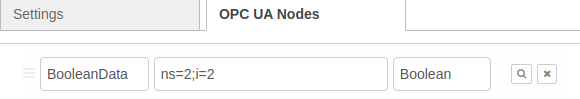 Settings OPC UA Nodes
BooleanData ns=2;i=2 Boolean